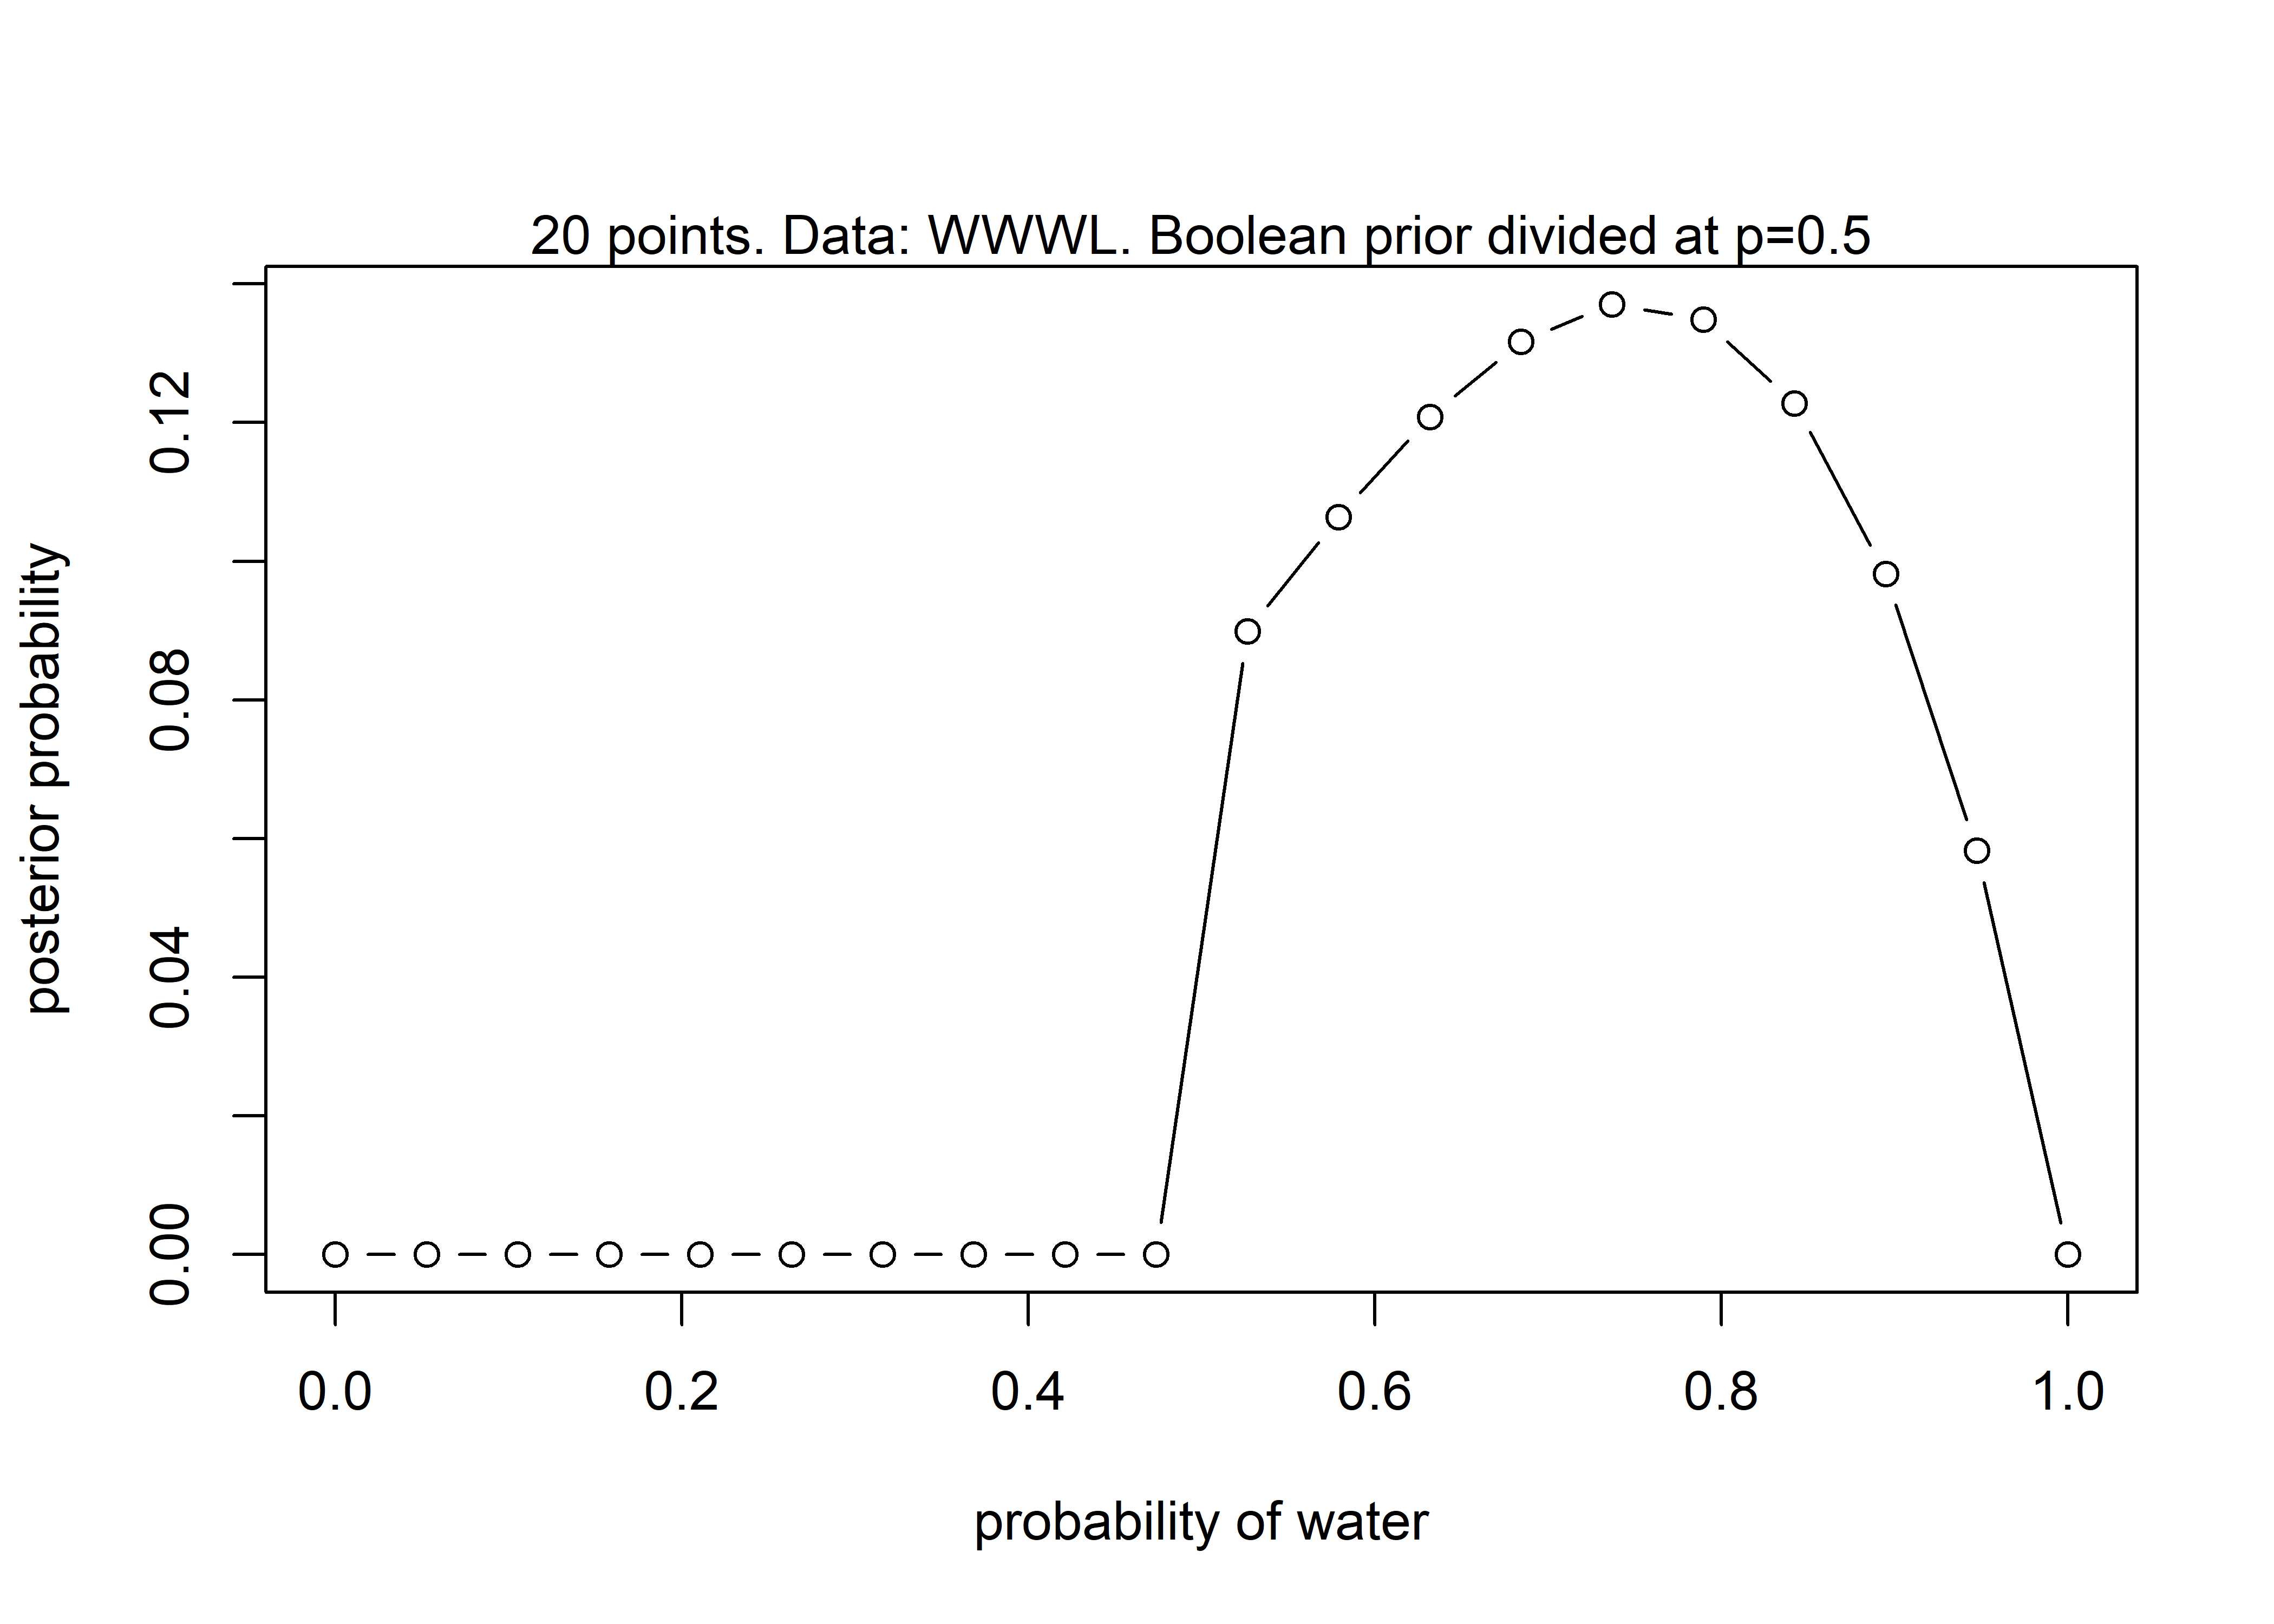 20 points. Data: WWWL. Boolean prior divided at p=0.5
posterior probability
0.12
0.08
0.04
0.00
0.0 0.2 0.4 0.6 0.8 1.0
probability of water